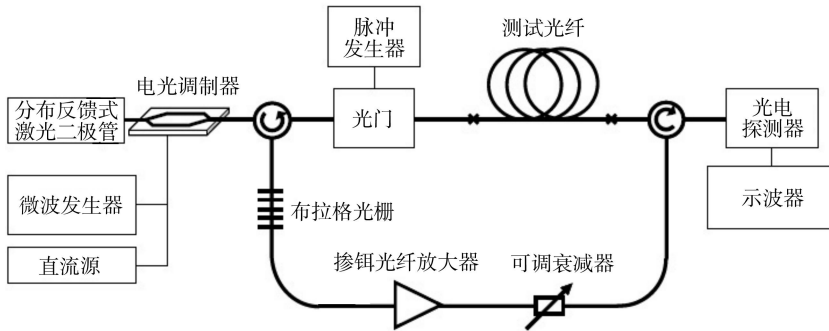 脉冲
发生器
测试光纤
电光调制器
分布反馈式
激光二极管
光门
光电
探测器
微波发生器
布拉格光栅
示波器
直流源
掺铒光纤放大器
可调衰减器